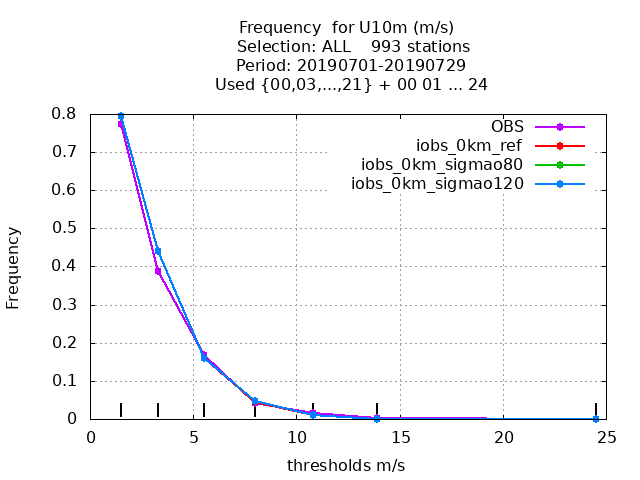 Frequency  for U10m (m/s)
Selection: ALL    993 stations
Period: 20190701-20190729
Used {00,03,...,21} + 00 01 ... 24
OBS
iobs_0km_ref
iobs_0km_sigmao80
iobs_0km_sigmao120
Frequency
0.8
0.7
0.6
0.5
0.4
0.3
0.2
0.1
0
0 5 10 15 20 25
thresholds m/s